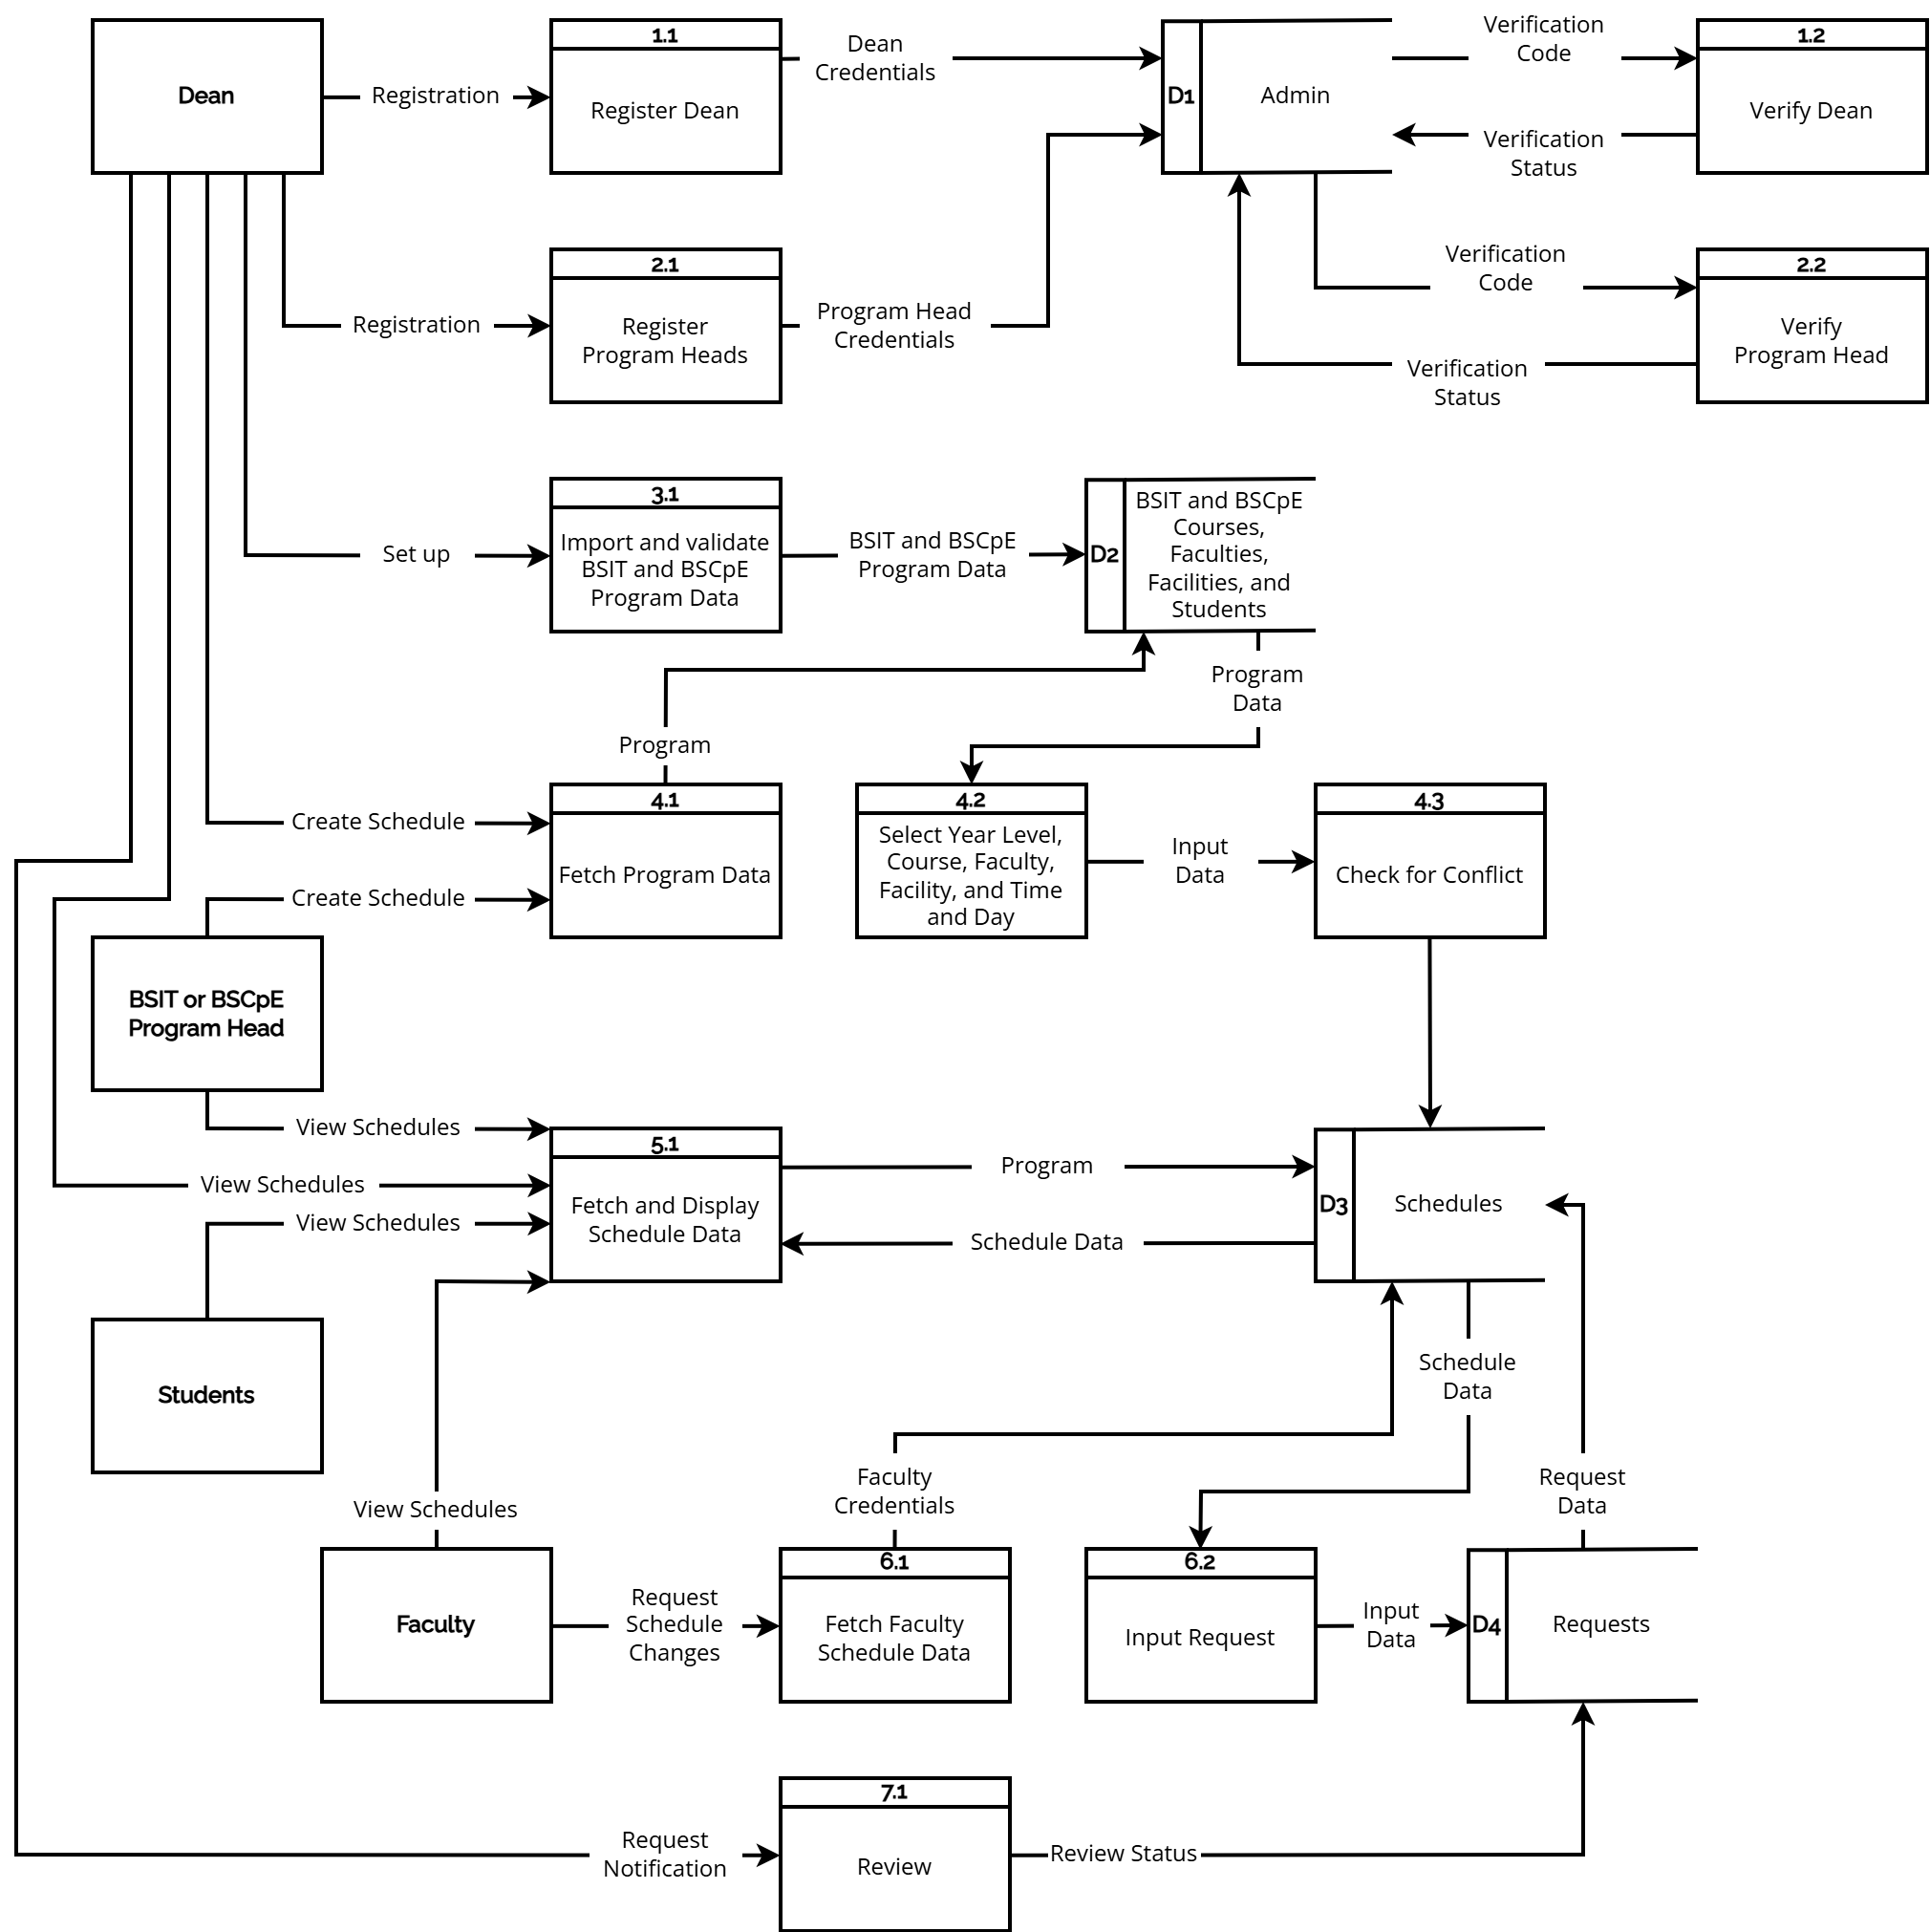 Dean
Registration
1.1
Register Dean
Dean
Credentials
D1
Admin
Verification
Code
Verification
Status
1.2
Verify Dean
Registration
2.1
Register
Program Heads
Program Head
Credentials
Verification
Code
Verification
Status
2.2
Verify
Program Head
Set up
3.1
Import and validate
BSIT and BSCpE
Program Data
BSIT and BSCpE
Program Data
D2
BSIT and BSCpE
Courses,
Faculties,
Facilities, and
Students
Program
Program
Data
Create Schedule
Create Schedule
4.1
Fetch Program Data
4.2
Select Year Level,
Course, Faculty,
Facility, and Time
and Day
Input
Data
4.3
Check for Conflict
BSIT or BSCpE
Program Head
View Schedules
View Schedules
View Schedules
5.1
Fetch and Display
Schedule Data
Program
Schedule Data
D3
Schedules
Students
Schedule
Data
View Schedules
Faculty
Credentials
Request
Data
Faculty
Request
Schedule
Changes
6.1
Fetch Faculty
Schedule Data
6.2
Input Request
Input
Data
D4
Requests
Request
Notification
7.1
Review
Review Status